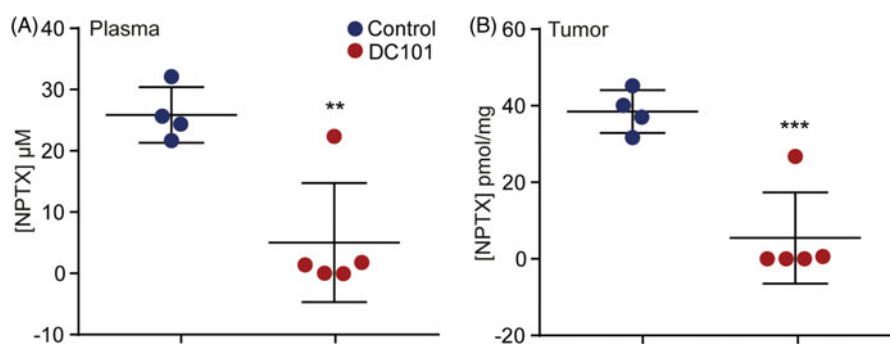 (A) Plasma
Control
DC101
[NPTX] µM
40
30
20
10
0
-10
**
(B) Tumor
[NPTX] pmol/mg
60
40
20
0
-20
***